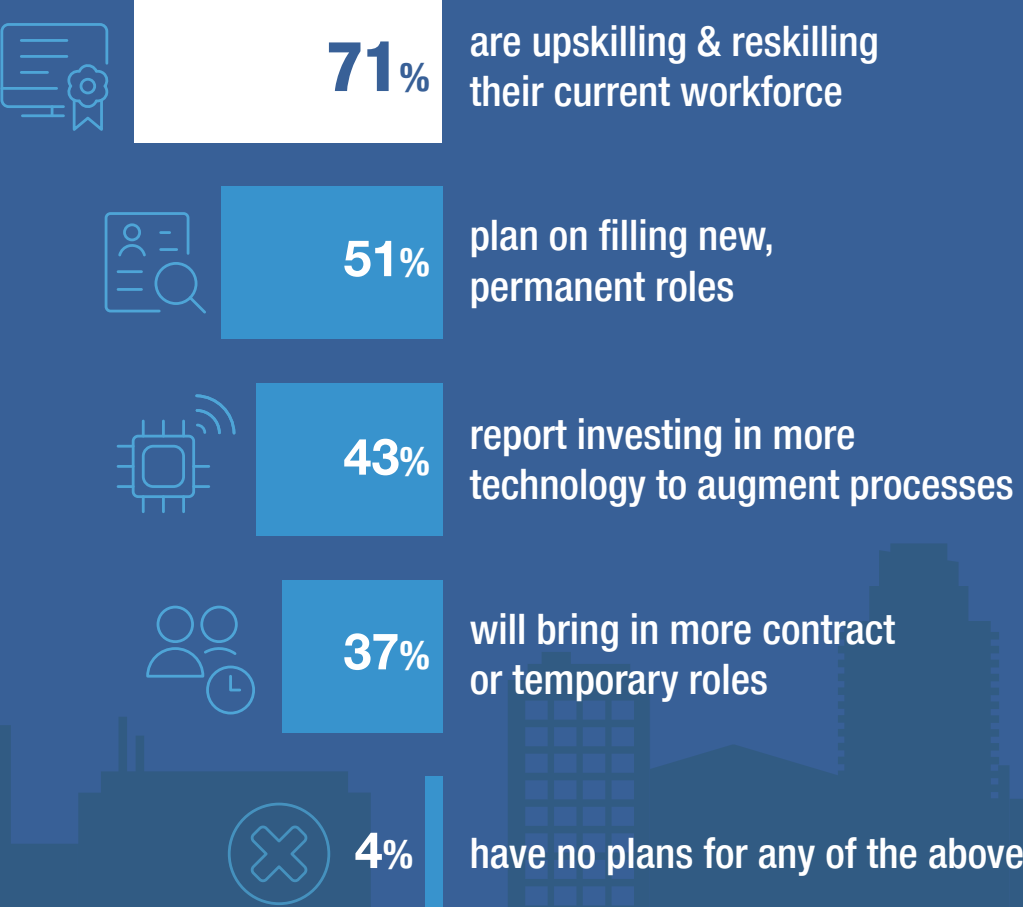 71% are upskilling & reskilling
their current workforce
51% plan on filling new,
permanent roles
43% report investing in more
technology to augment processes
37% will bring in more contract
or temporary roles
4% have no plans for any of the above